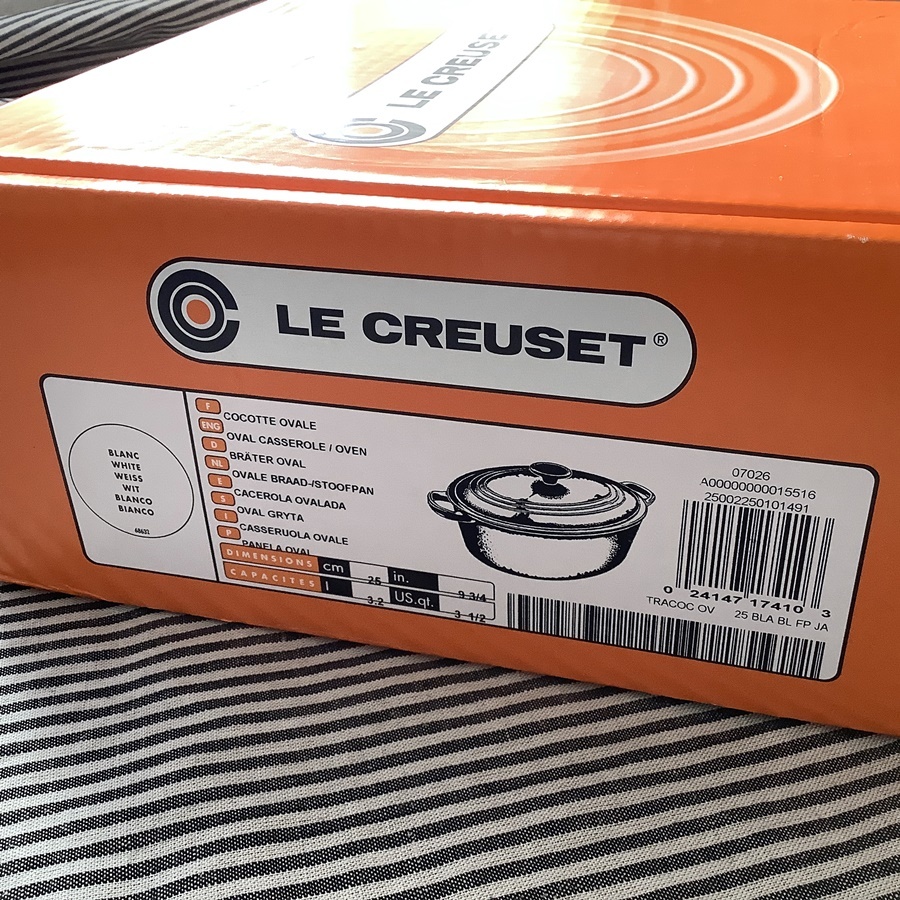 LE CREUSET
LE CREUSET®
BLANC
WHITE
WEISS
WIT
BLANCO
BIANCO
60632
F COCOTTE OVALE
ENG OVAL CASSEROLE / OVEN
D BRÄTER OVAL
NL OVALE BRAAD-/STOOFPAN
E CACEROLA OVALADA
S OVAL GRYTA
I CASSERUOLA OVALE
P PANELA OVAL
DIMENSIONS cm 25 in. 9 3/4
CAPACITES l 3,2 US.qt. 3 1/2
07026
A0000000015516
25002250101491
0 24147 17410 3
TRACOC OV 25 BLA BL FP JA